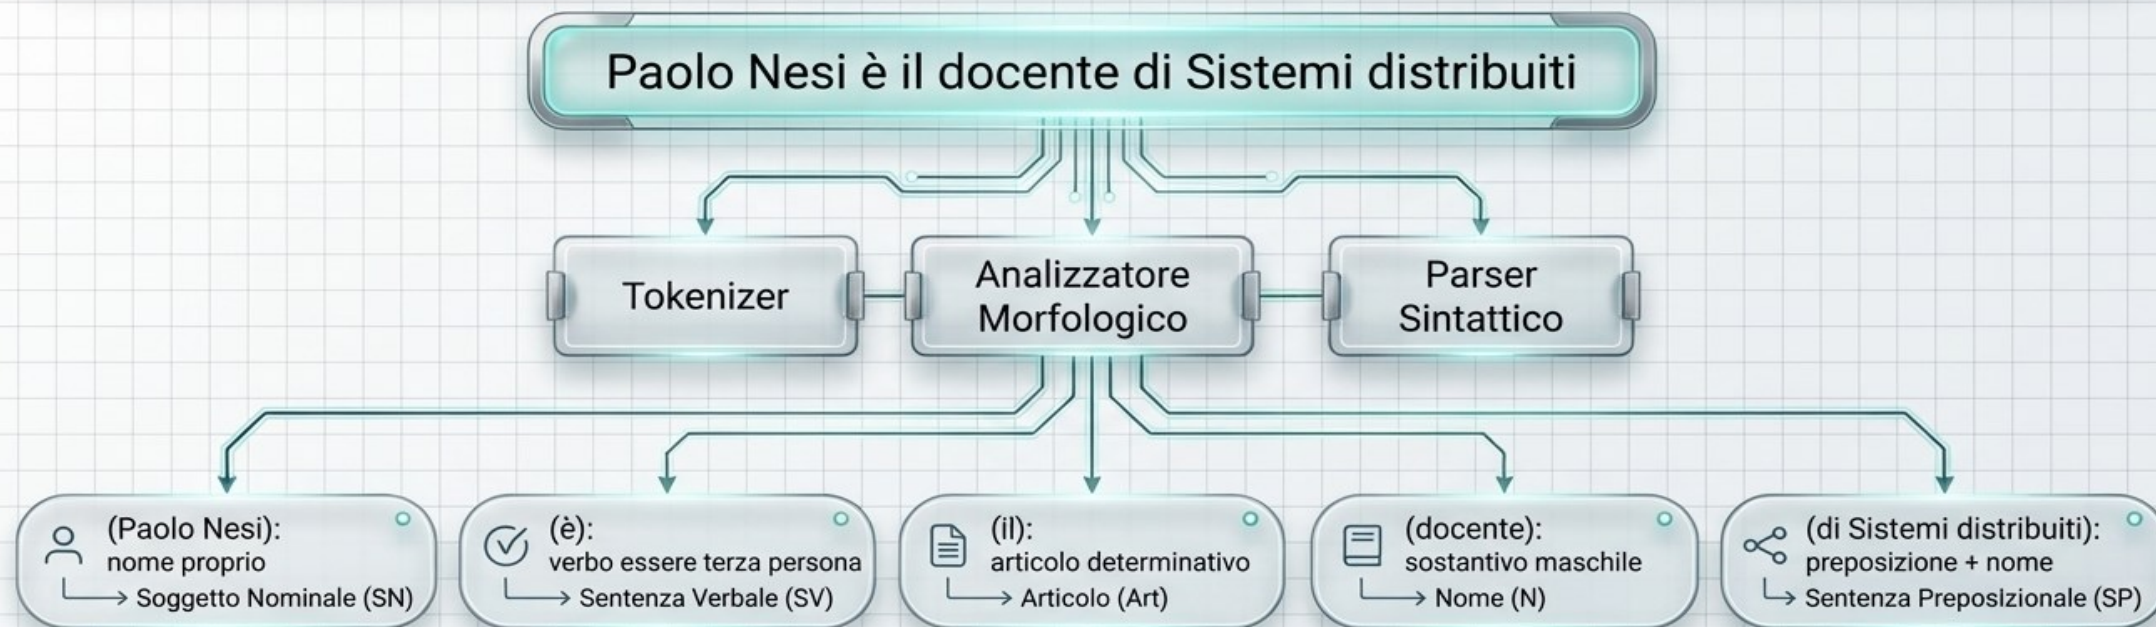 Paolo Nesi è il docente di Sistemi distribuiti
Tokenizer
Analizzatore
Morfologico
Parser
Sintattico
(Paolo Nesi):
nome proprio
Soggetto Nominale (SN)
(è):
verbo essere terza persona
Sentenza Verbale (SV)
(il):
articolo determinativo
Articolo (Art)
(docente):
sostantivo maschile
Nome (N)
(di Sistemi distribuiti):
preposizione + nome
Sentenza Preposizionale (SP)